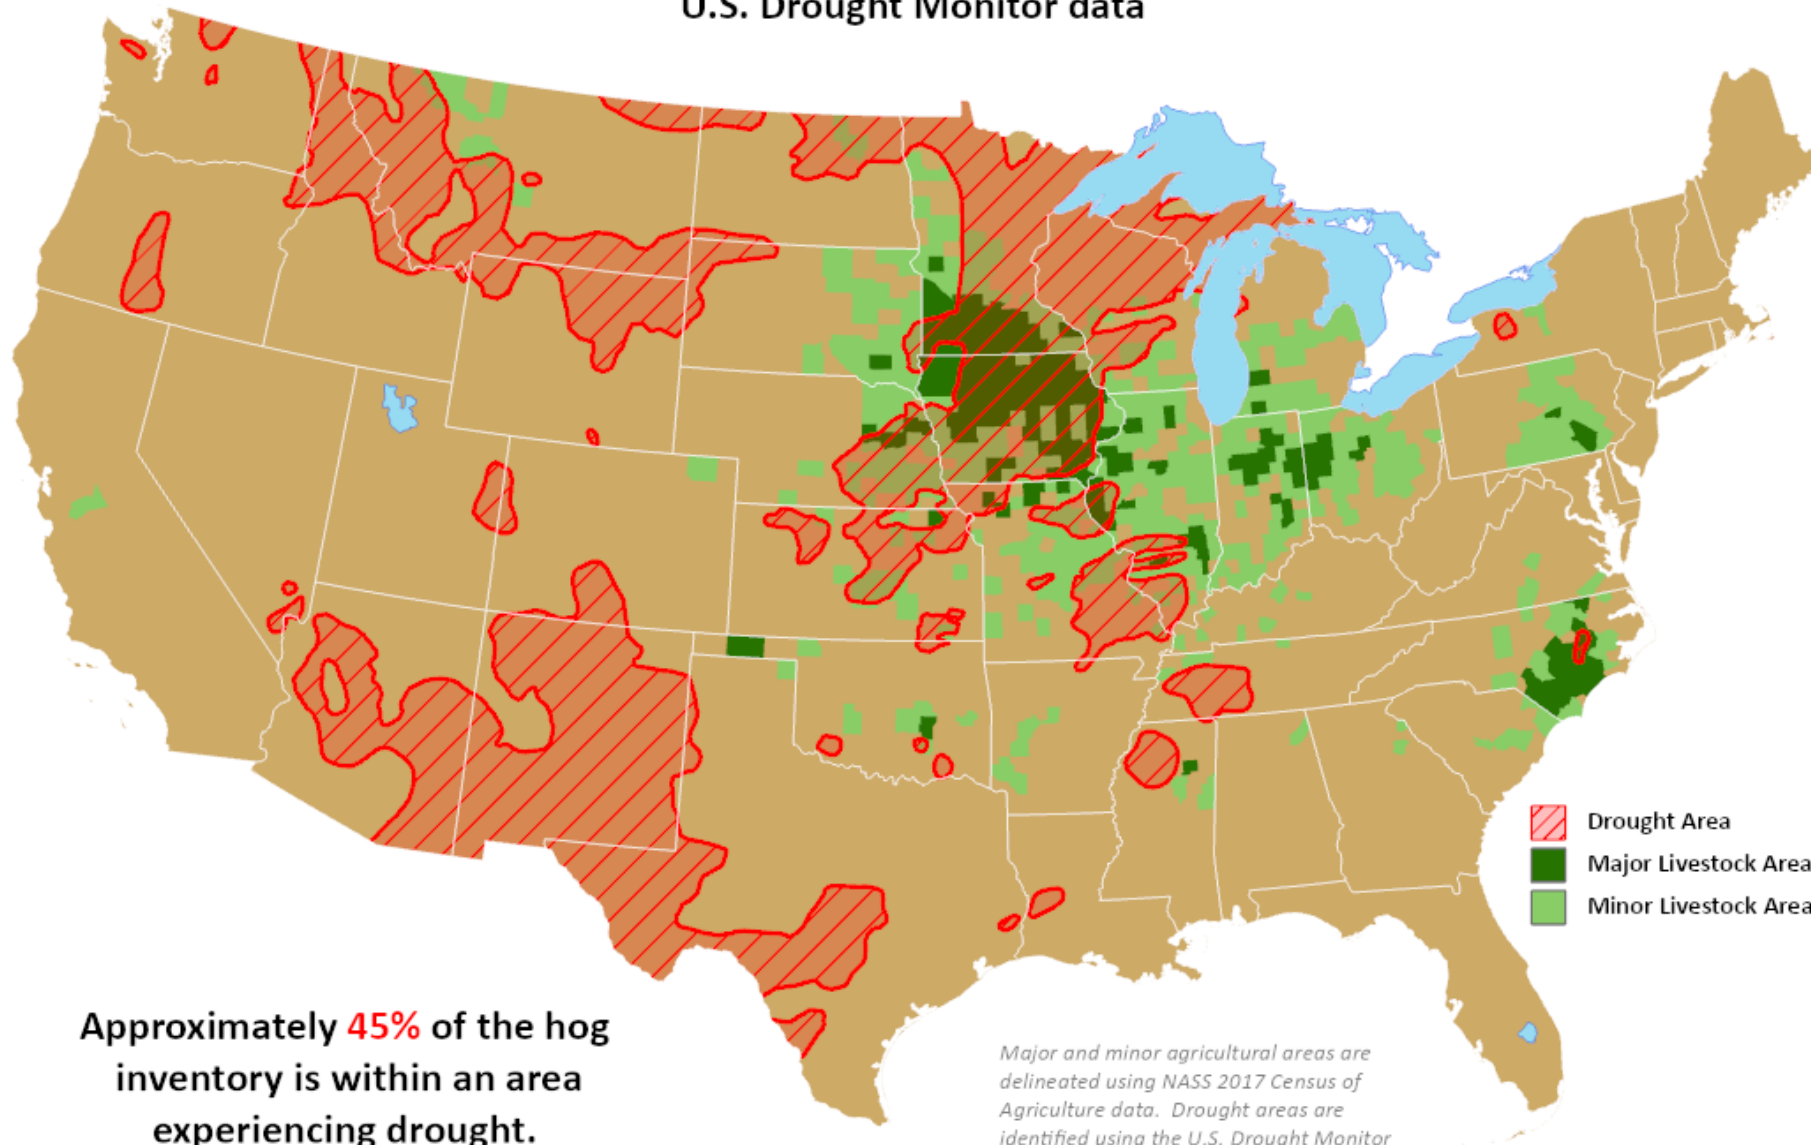 U.S. Drought Monitor data
Drought Area
Major Livestock Area
Minor Livestock Area
Approximately 45% of the hog
inventory is within an area
experiencing drought.
Major and minor agricultural areas are
delineated using NASS 2017 Census of
Agriculture data. Drought areas are
identified using the U.S. Drought Monitor